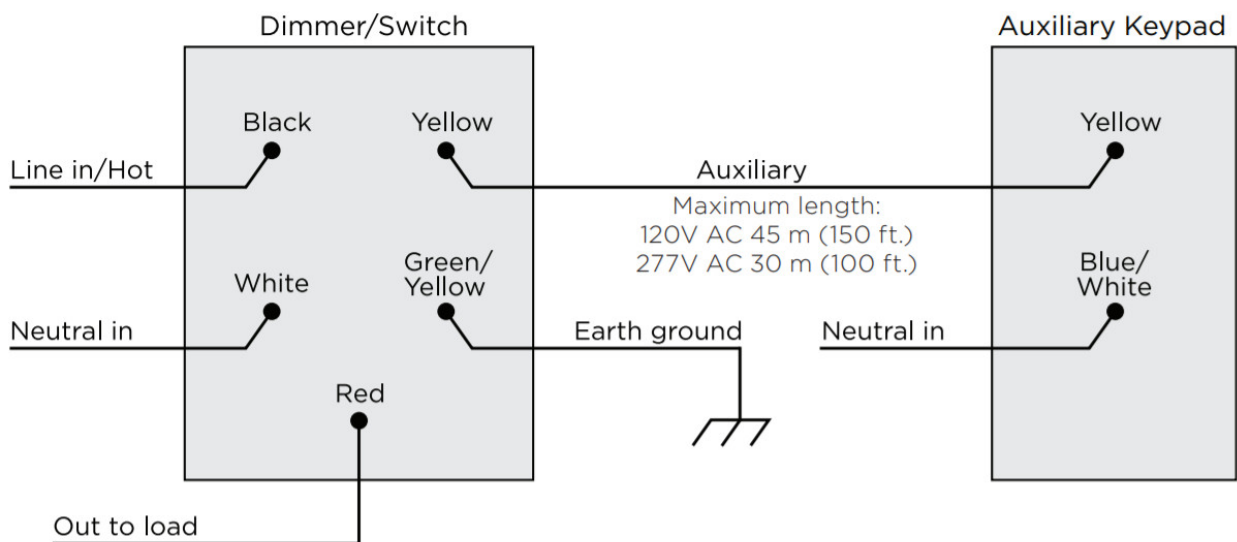 Dimmer/Switch
Auxiliary Keypad
Black
Yellow
Yellow
Line in/Hot
Auxiliary
Maximum length:
120V AC 45 m (150 ft.)
277V AC 30 m (100 ft.)
White
Green/
Yellow
Blue/
White
Neutral in
Earth ground
Neutral in
Red
Out to load